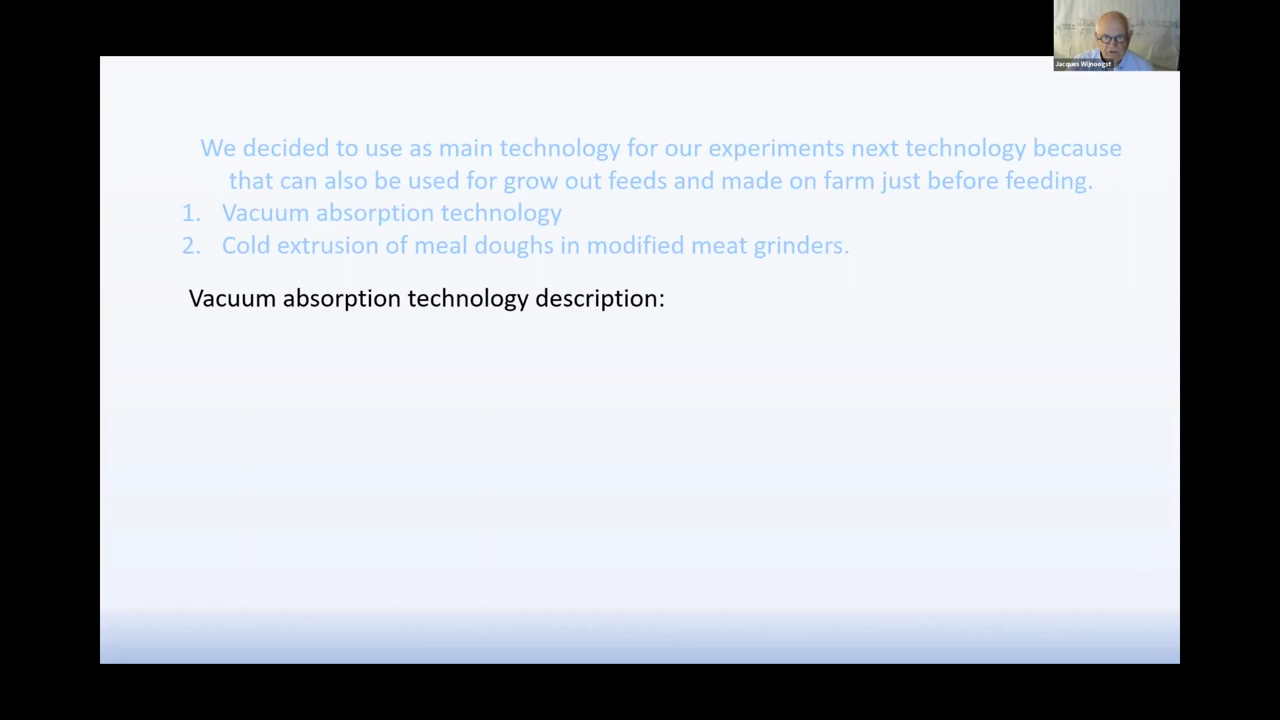 Jacques Wijnoogst
We decided to use as main technology for our experiments next technology because
that can also be used for grow out feeds and made on farm just before feeding.
1. Vacuum absorption technology
2. Cold extrusion of meal doughs in modified meat grinders.
Vacuum absorption technology description: